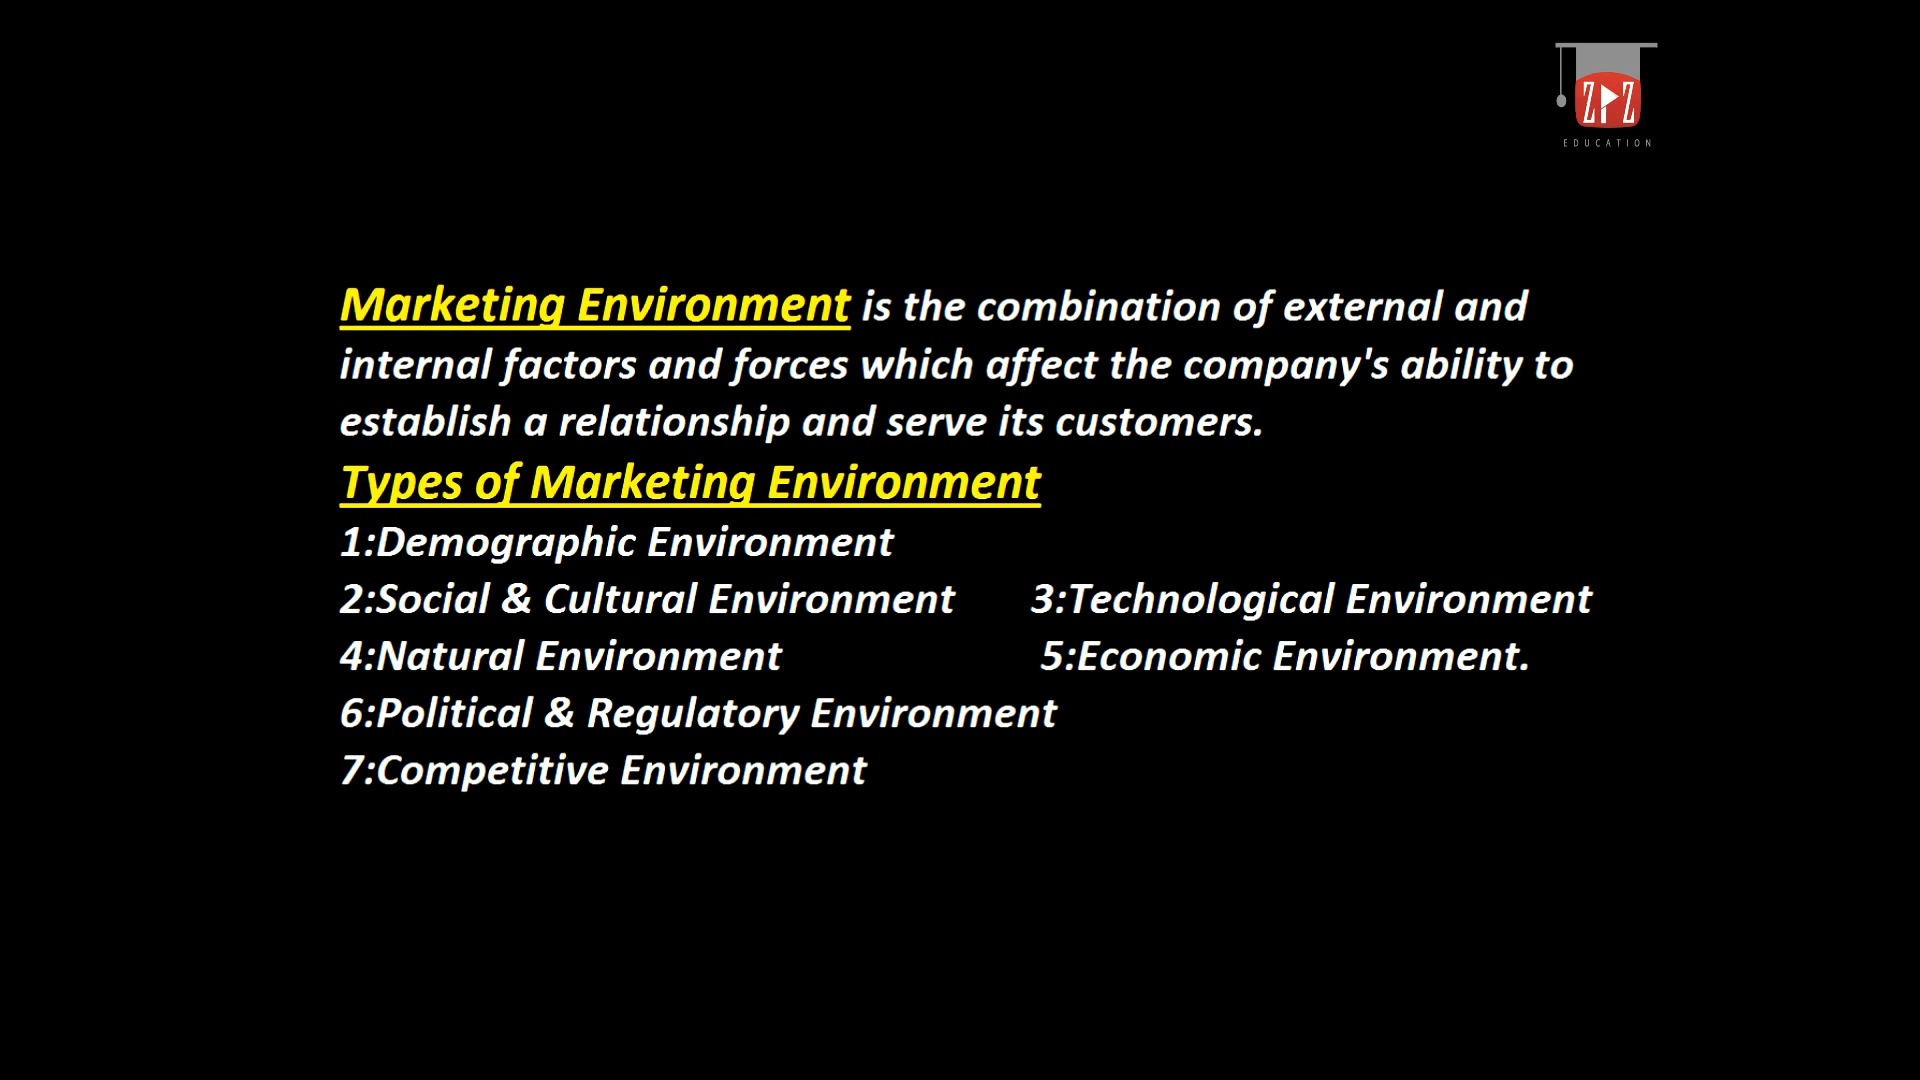 ZPZ
EDUCATION
Marketing Environment is the combination of external and
internal factors and forces which affect the company's ability to
establish a relationship and serve its customers.
Types of Marketing Environment
1:Demographic Environment
2:Social & Cultural Environment 3:Technological Environment
4:Natural Environment 5:Economic Environment.
6:Political & Regulatory Environment
7:Competitive Environment